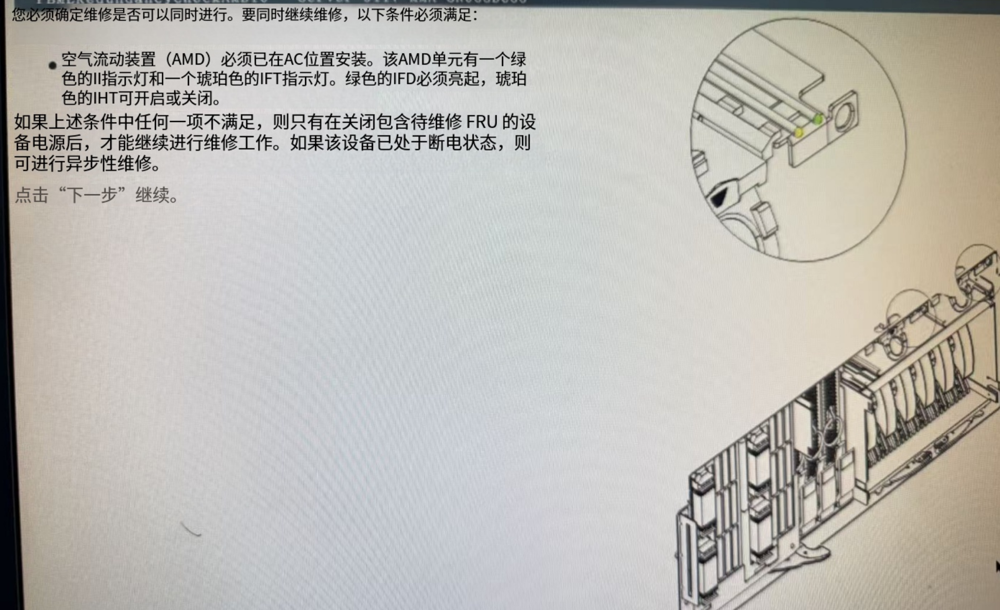 您必须确定维修是否可以同时进行。要同时继续维修，以下条件必须满足：
● 空气流动装置（AMD）必须已在AC位置安装。该AMD单元有一个绿
色的II指示灯和一个琥珀色的IFT指示灯。绿色的IFD必须亮起，琥珀
色的IHT可开启或关闭。
如果上述条件中任何一项不满足，则只有在关闭包含待维修 FRU 的设
备电源后，才能继续进行维修工作。如果该设备已处于断电状态，则
可进行异步性维修。
点击“下一步”继续。